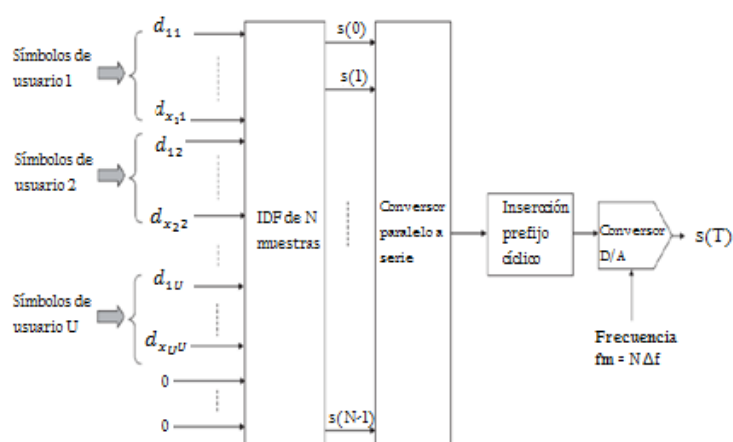 Símbolos de
usuario 1
d₁₁
dₓ₁₁
Símbolos de
usuario 2
d₁₂
dₓ₂₂
Símbolos de
usuario U
d₁U
dₓUU
0
0
IDF de N
muestras
s(0)
s(1)
s(N-1)
Conversor
paralelo a
serie
Inserción
prefijo
cíclico
Conversor
D/A
s(T)
Frecuencia
fm = N Δf